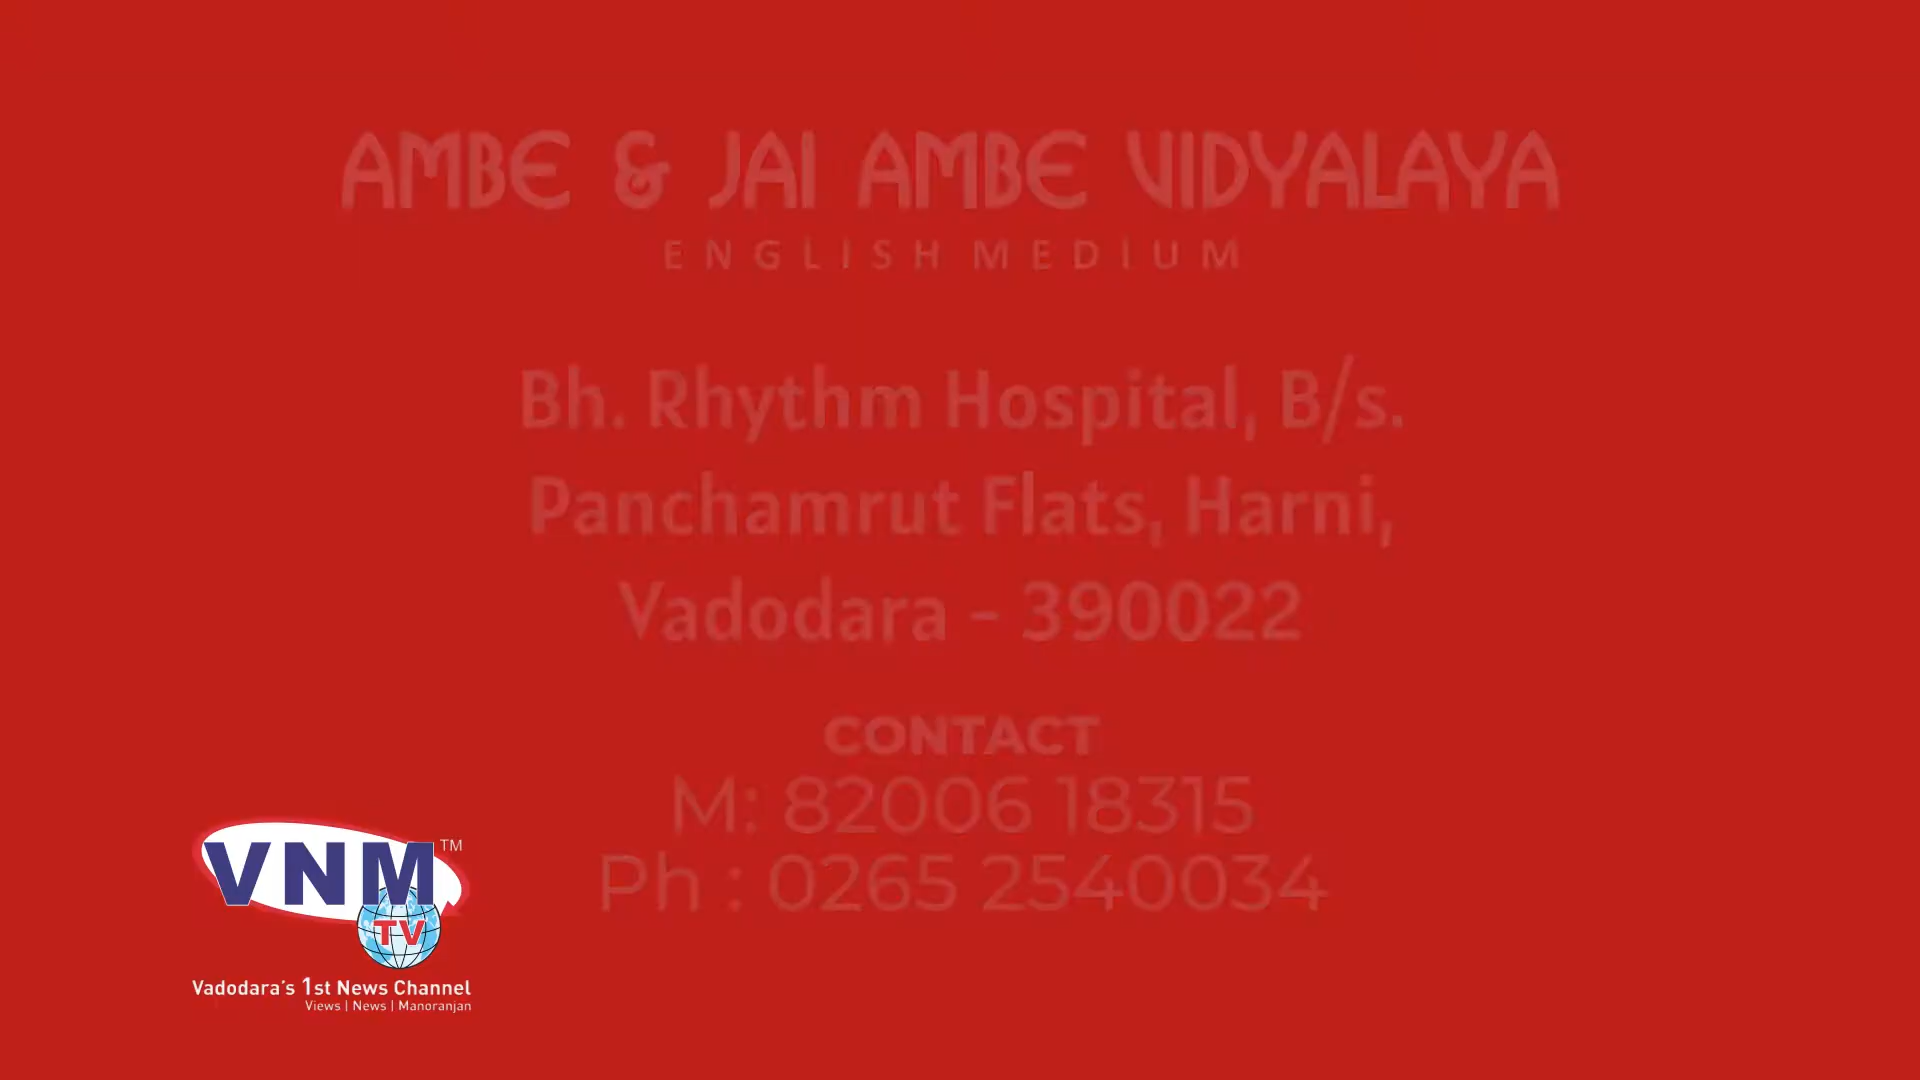 AMBE & JAI AMBE VIDYALAYA
ENGLISH MEDIUM
Bh. Rhythm Hospital, B/s.
Panchamrut Flats, Harni,
Vadodara - 390022
CONTACT
M: 82006 18315
Ph : 0265 2540034
VNM TM
TV
Vadodara's 1st News Channel
Views | News | Manoranjan